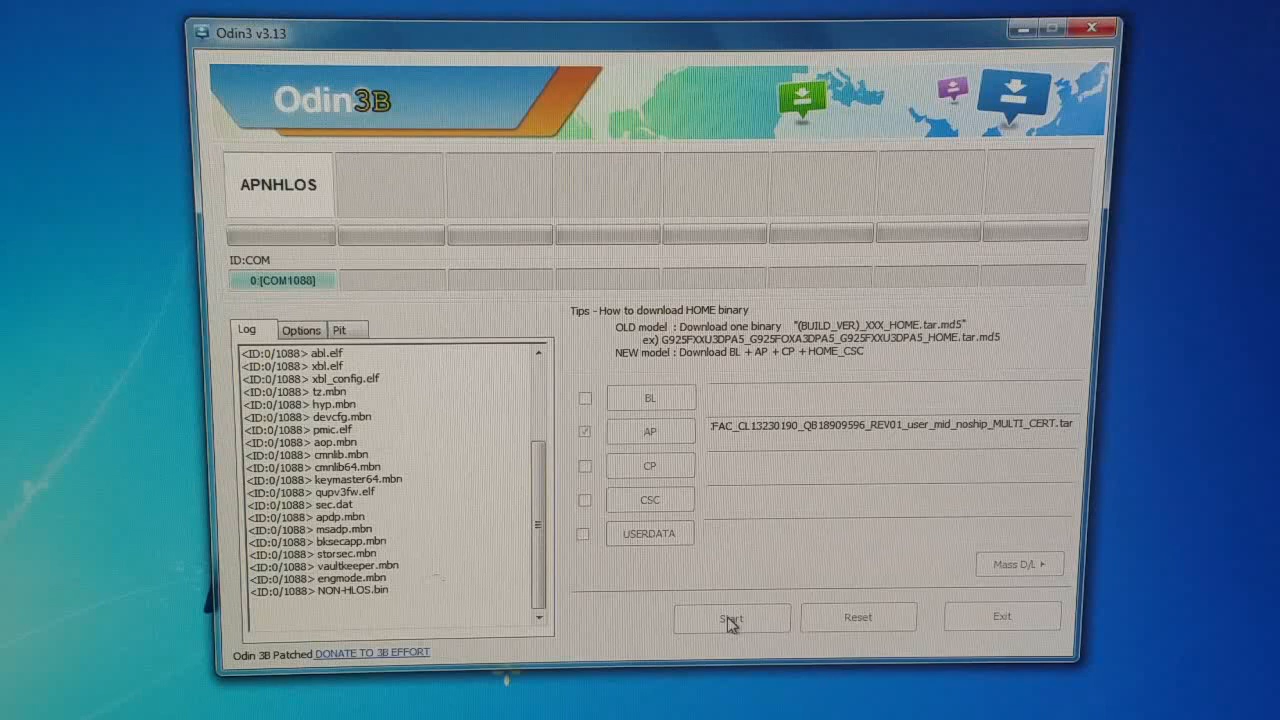 Odin3 v3.13
Odin3B
APNHLOS
ID:COM
0:[COM1088]
Log Options Pit
<ID:0/1088> abl.elf
<ID:0/1088> xbl.elf
<ID:0/1088> xbl_config.elf
<ID:0/1088> tz.mbn
<ID:0/1088> hyp.mbn
<ID:0/1088> devcfg.mbn
<ID:0/1088> pmic.elf
<ID:0/1088> aop.mbn
<ID:0/1088> cmnlib.mbn
<ID:0/1088> cmnlib64.mbn
<ID:0/1088> keymaster64.mbn
<ID:0/1088> qupv3fw.elf
<ID:0/1088> sec.dat
<ID:0/1088> apdp.mbn
<ID:0/1088> msadp.mbn
<ID:0/1088> bksecapp.mbn
<ID:0/1088> storsec.mbn
<ID:0/1088> vaultkeeper.mbn
<ID:0/1088> engmode.mbn
<ID:0/1088> NON-HLOS.bin
Odin 3B Patched DONATE TO 3B EFFORT
Tips - How to download HOME binary
OLD model : Download one binary "(BUILD_VER)_XXX_HOME.tar.md5"
ex) G925FXXU3DPA5_G925FOXA3DPA5_G925FXXU3DPA5_HOME.tar.md5
NEW model : Download BL + AP + CP + HOME_CSC
BL
AP :FAC_CL13230190_QB18909596_REV01_user_mid_noship_MULTI_CERT.tar
CP
CSC
USERDATA
Mass D/L
Start Reset Exit